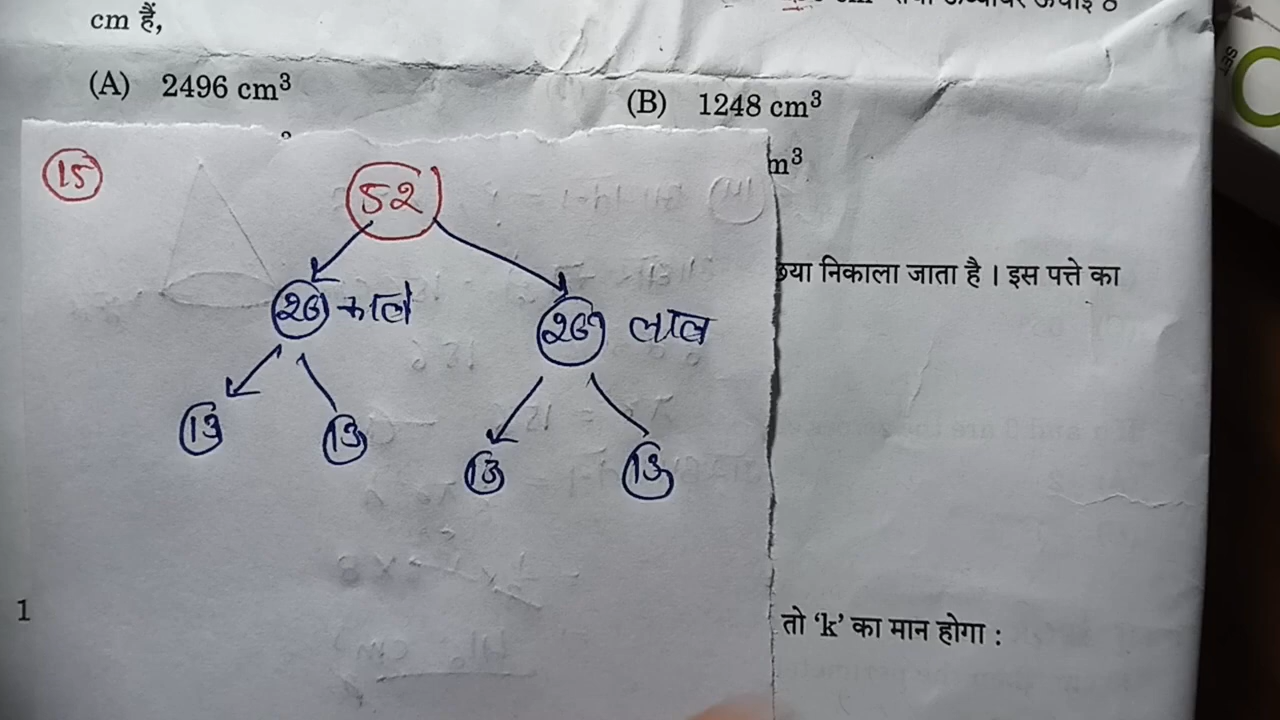 cm हैं,
(A) 2496 cm³
(B) 1248 cm³
m³
15
52
26 काले
26 लाल
13 13
13 13
या निकाला जाता है । इस पत्ते का
1
तो ‘k’ का मान होगा :